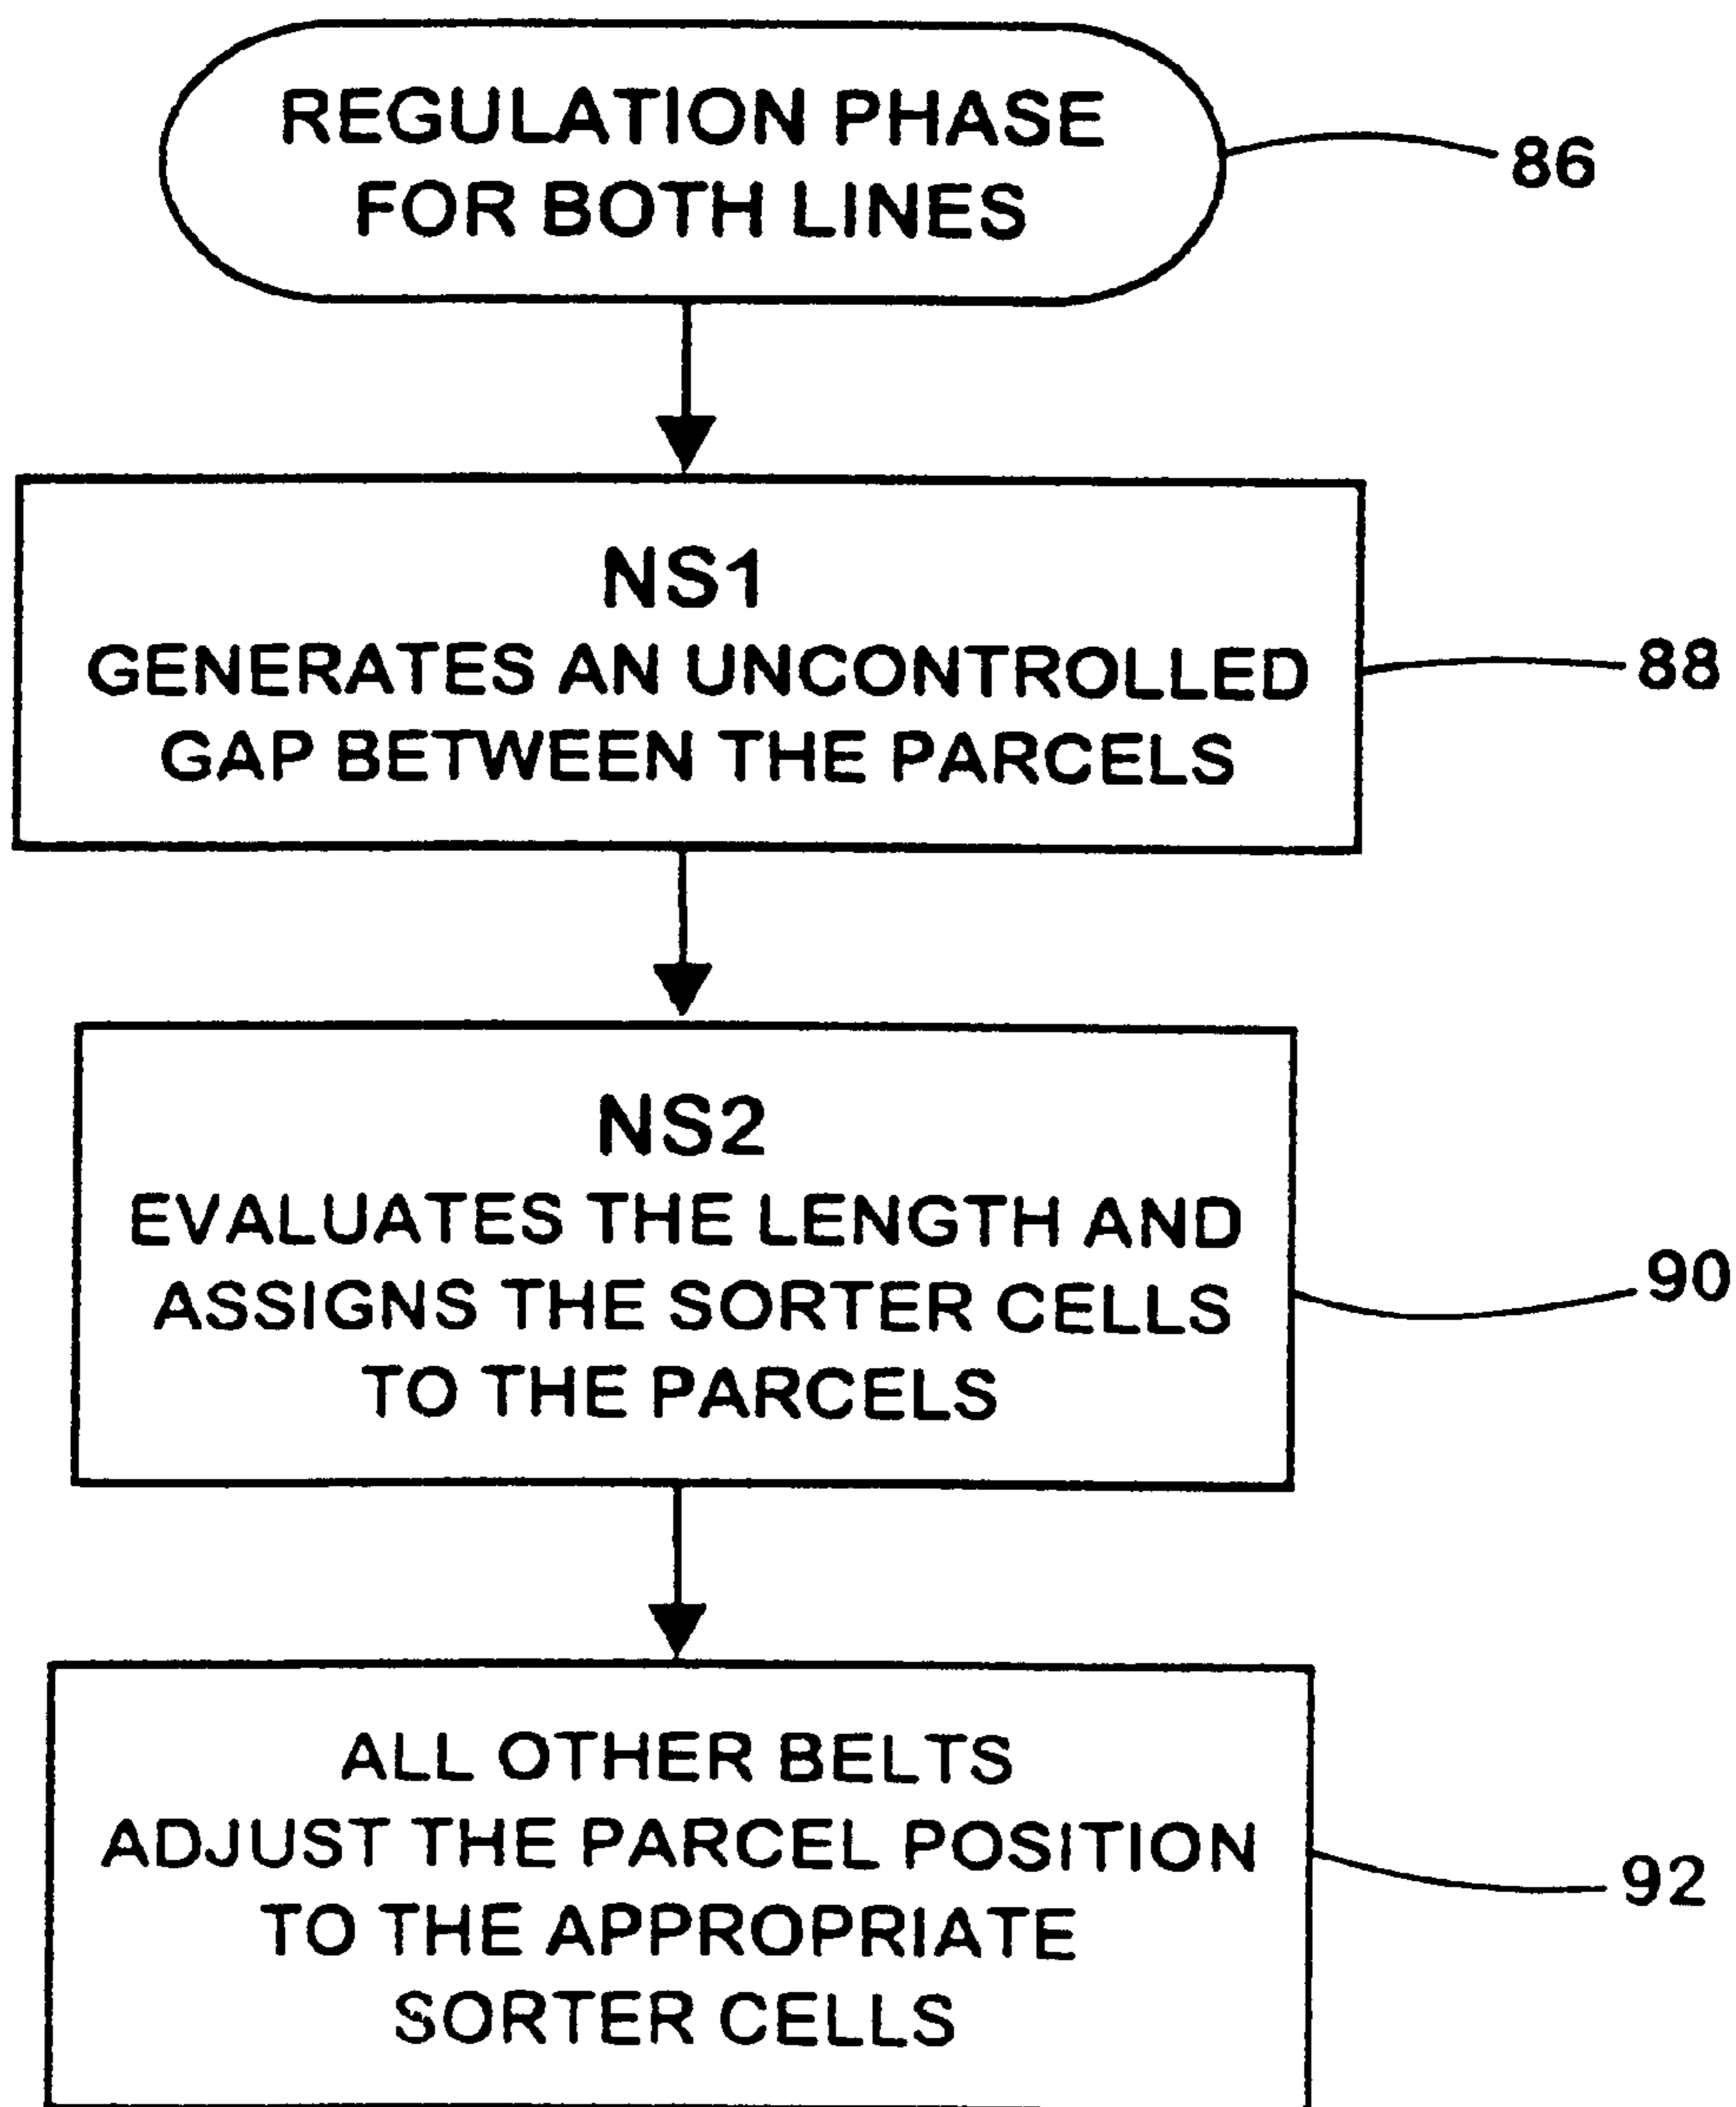 REGULATION PHASE
FOR BOTH LINES
86
NS1
GENERATES AN UNCONTROLLED
GAP BETWEEN THE PARCELS
88
NS2
EVALUATES THE LENGTH AND
ASSIGNS THE SORTER CELLS
TO THE PARCELS
90
ALL OTHER BELTS
ADJUST THE PARCEL POSITION
TO THE APPROPRIATE
SORTER CELLS
92